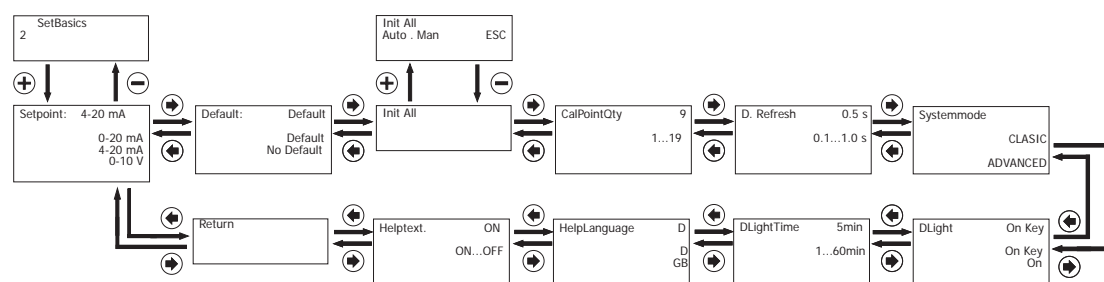 SetBasics
2
Init All
Auto . Man ESC
Setpoint: 4-20 mA
0-20 mA
4-20 mA
0-10 V
Default: Default
Default
No Default
Init All
CalPointQty 9
1...19
D. Refresh 0.5 s
0.1...1.0 s
Systemmode
CLASIC
ADVANCED
Return
Helptext. ON
ON...OFF
HelpLanguage D
D
GB
DLightTime 5min
1...60min
DLight On Key
On Key
On